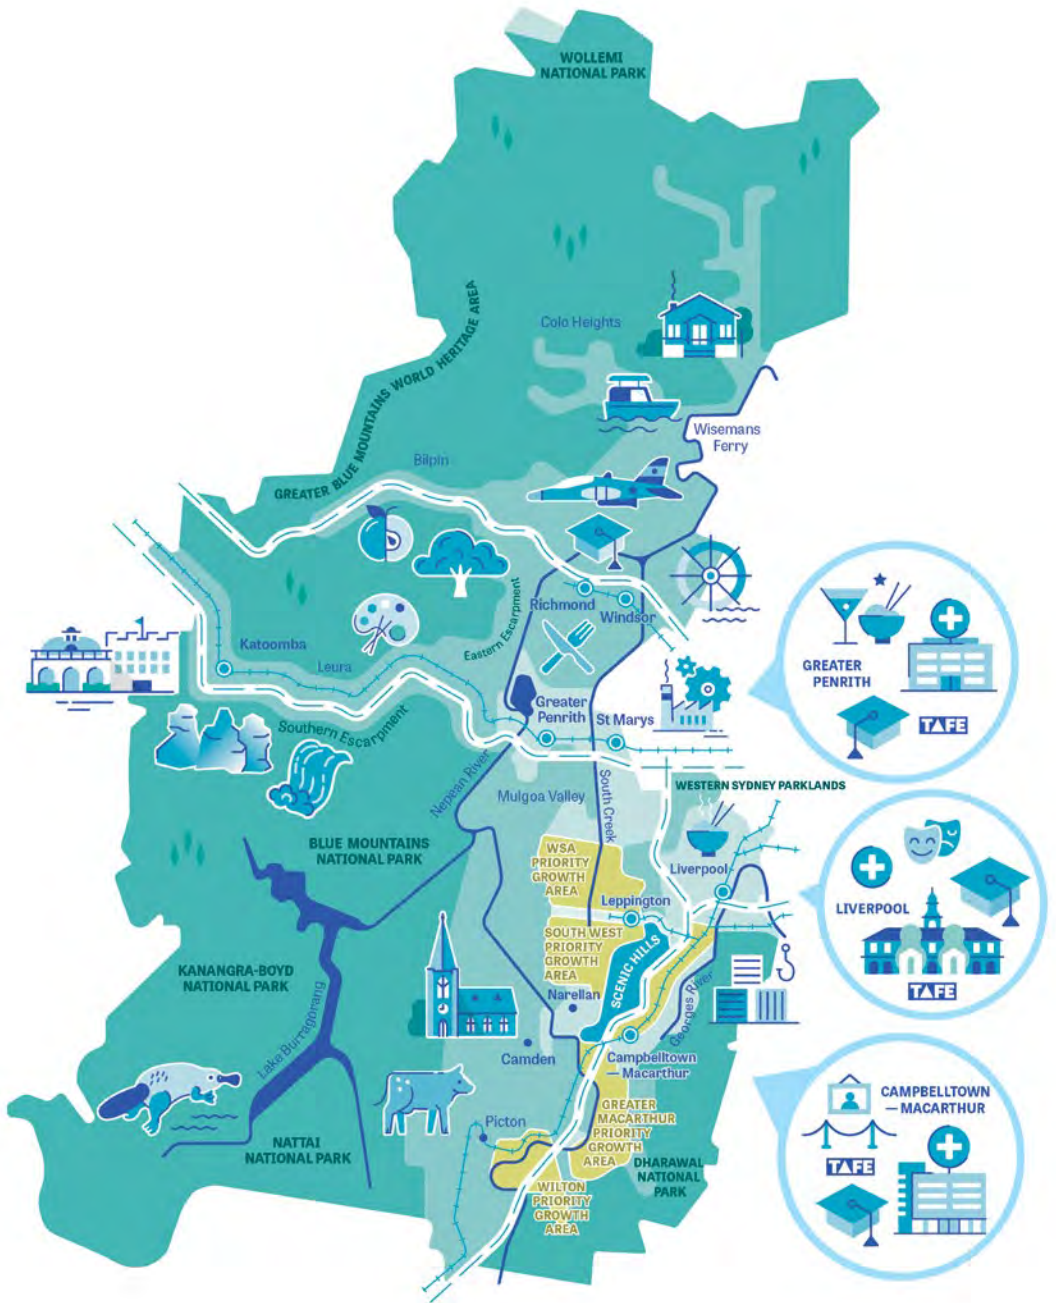 WOLLEMI
NATIONAL PARK
Colo Heights
GREATER BLUE MOUNTAINS WORLD HERITAGE AREA
Wisemans
Ferry
Bilpin
Eastern Escarpment
Richmond
Windsor
Katoomba
Leura
Southern Escarpment
Greater
Penrith
St Marys
GREATER
PENRITH
TAFE
Nepean River
Mulgoa Valley
South Creek
WESTERN SYDNEY PARKLANDS
BLUE MOUNTAINS
NATIONAL PARK
WSA
PRIORITY
GROWTH
AREA
Liverpool
Leppington
LIVERPOOL
TAFE
SOUTH WEST
PRIORITY
GROWTH
AREA
SCENIC HILLS
KANANGRA-BOYD
NATIONAL PARK
Narellan
Georges River
Lake Burragorang
Camden
Campbelltown
— Macarthur
CAMPBELLTOWN
— MACARTHUR
TAFE
Picton
GREATER
MACARTHUR
PRIORITY
GROWTH
AREA
NATTAI
NATIONAL PARK
DHARAWAL
NATIONAL
PARK
WILTON
PRIORITY
GROWTH
AREA